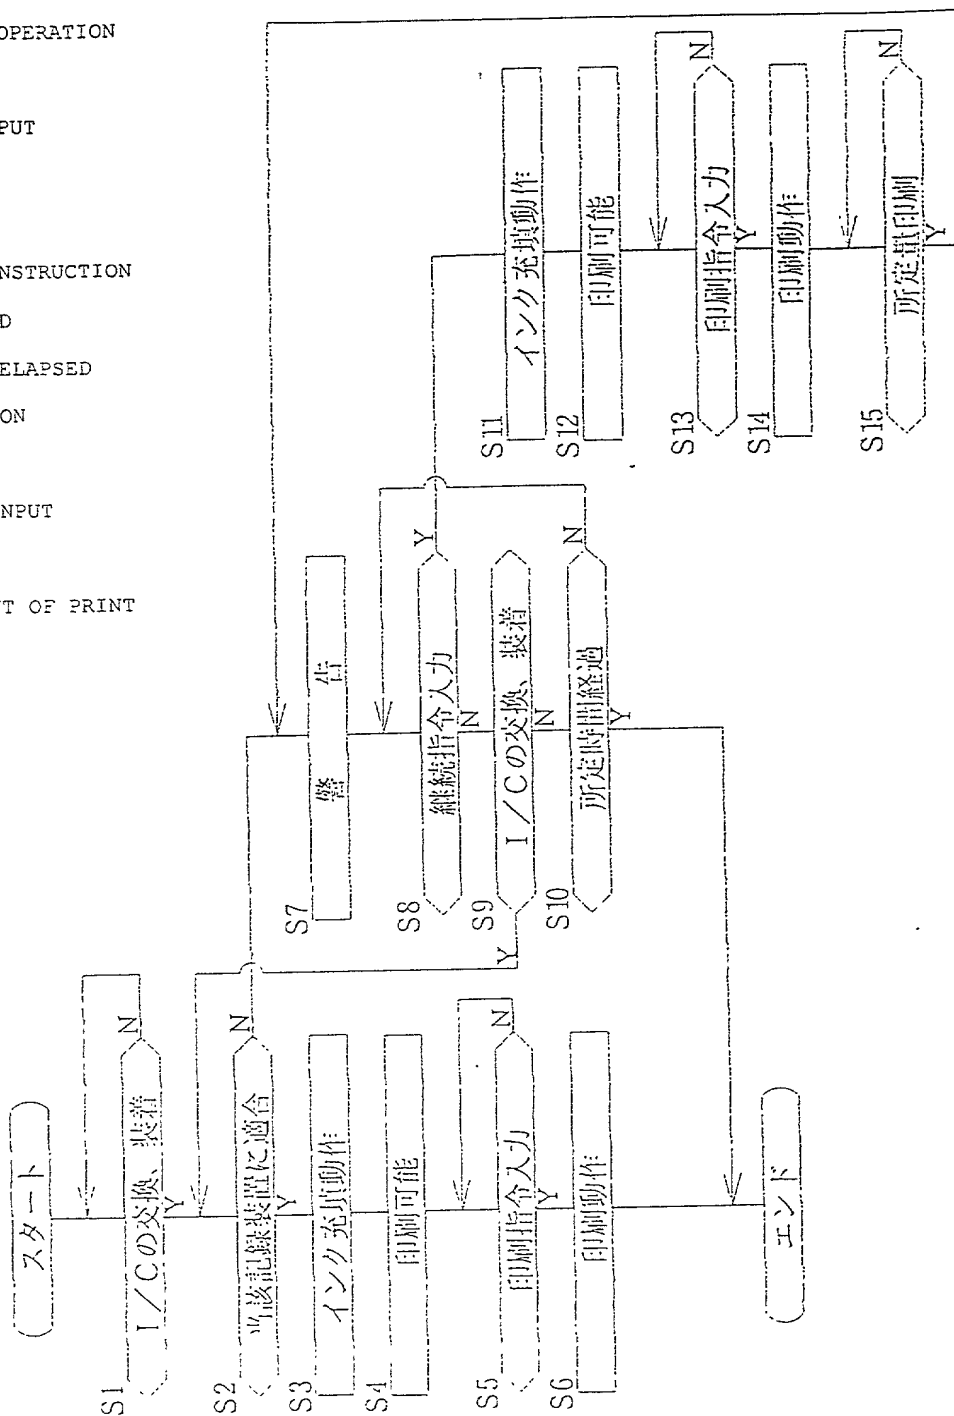 OPERATION
PUT
NSTRUCTION
D
ELAPSED
ON
NPUT
T OF PRINT
スタート
S1
I/Cの交換、装着
N
Y
S2
当該記録装置に適合
N
Y
S3
インク充填動作
S4
印刷可能
S5
印刷指令入力
N
Y
S6
印刷動作
エンド
S7
警告
S8
継続指令入力
Y
N
S9
I/Cの交換、装着
Y
N
S10
所定時間経過
N
Y
S11
インク充填動作
S12
印刷可能
S13
印刷指令入力
N
Y
S14
印刷動作
S15
所定量印刷
N
Y